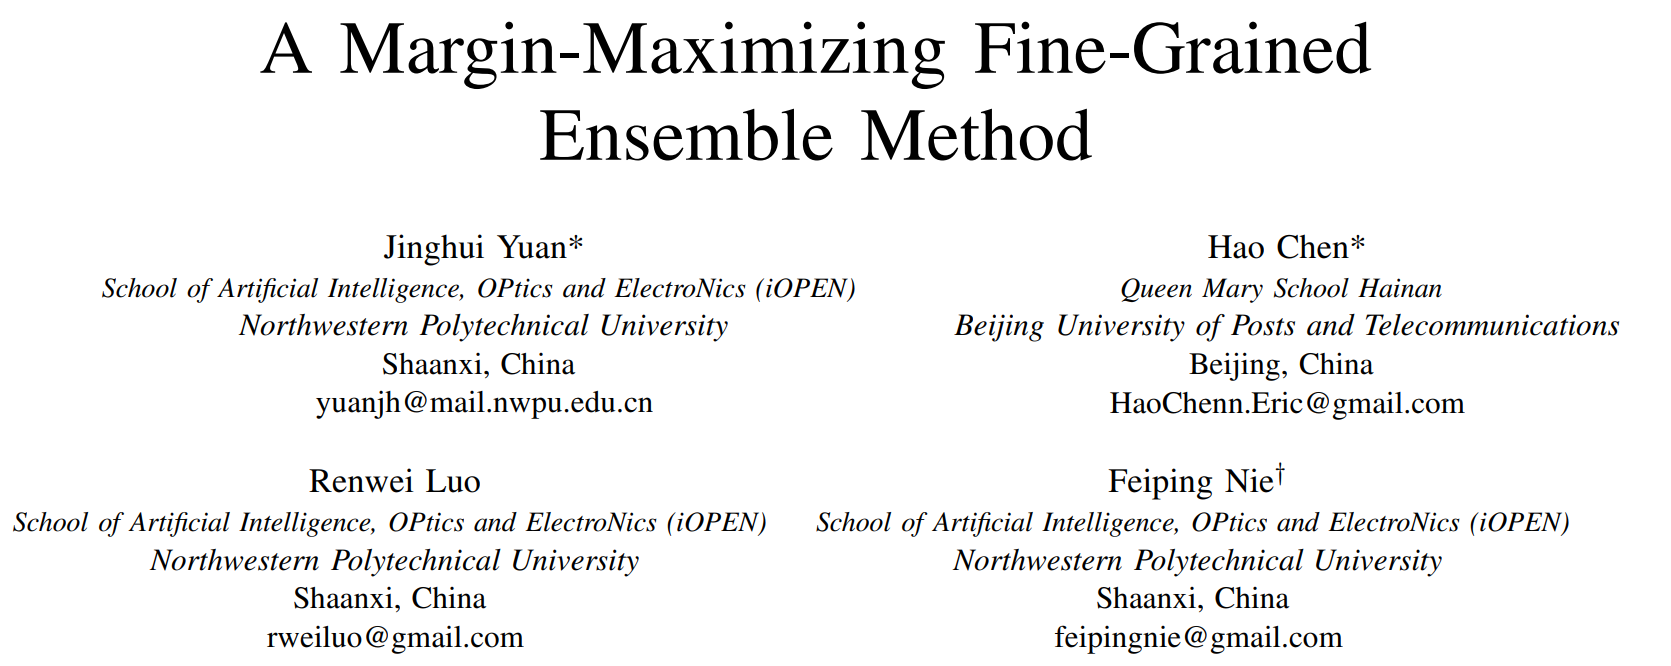 A Margin-Maximizing Fine-Grained
Ensemble Method
Jinghui Yuan*
School of Artificial Intelligence, OPtics and ElectroNics (iOPEN)
Northwestern Polytechnical University
Shaanxi, China
yuanjh@mail.nwpu.edu.cn
Hao Chen*
Queen Mary School Hainan
Beijing University of Posts and Telecommunications
Beijing, China
HaoChenn.Eric@gmail.com
Renwei Luo
School of Artificial Intelligence, OPtics and ElectroNics (iOPEN)
Northwestern Polytechnical University
Shaanxi, China
rweiluo@gmail.com
Feiping Nie†
School of Artificial Intelligence, OPtics and ElectroNics (iOPEN)
Northwestern Polytechnical University
Shaanxi, China
feipingnie@gmail.com